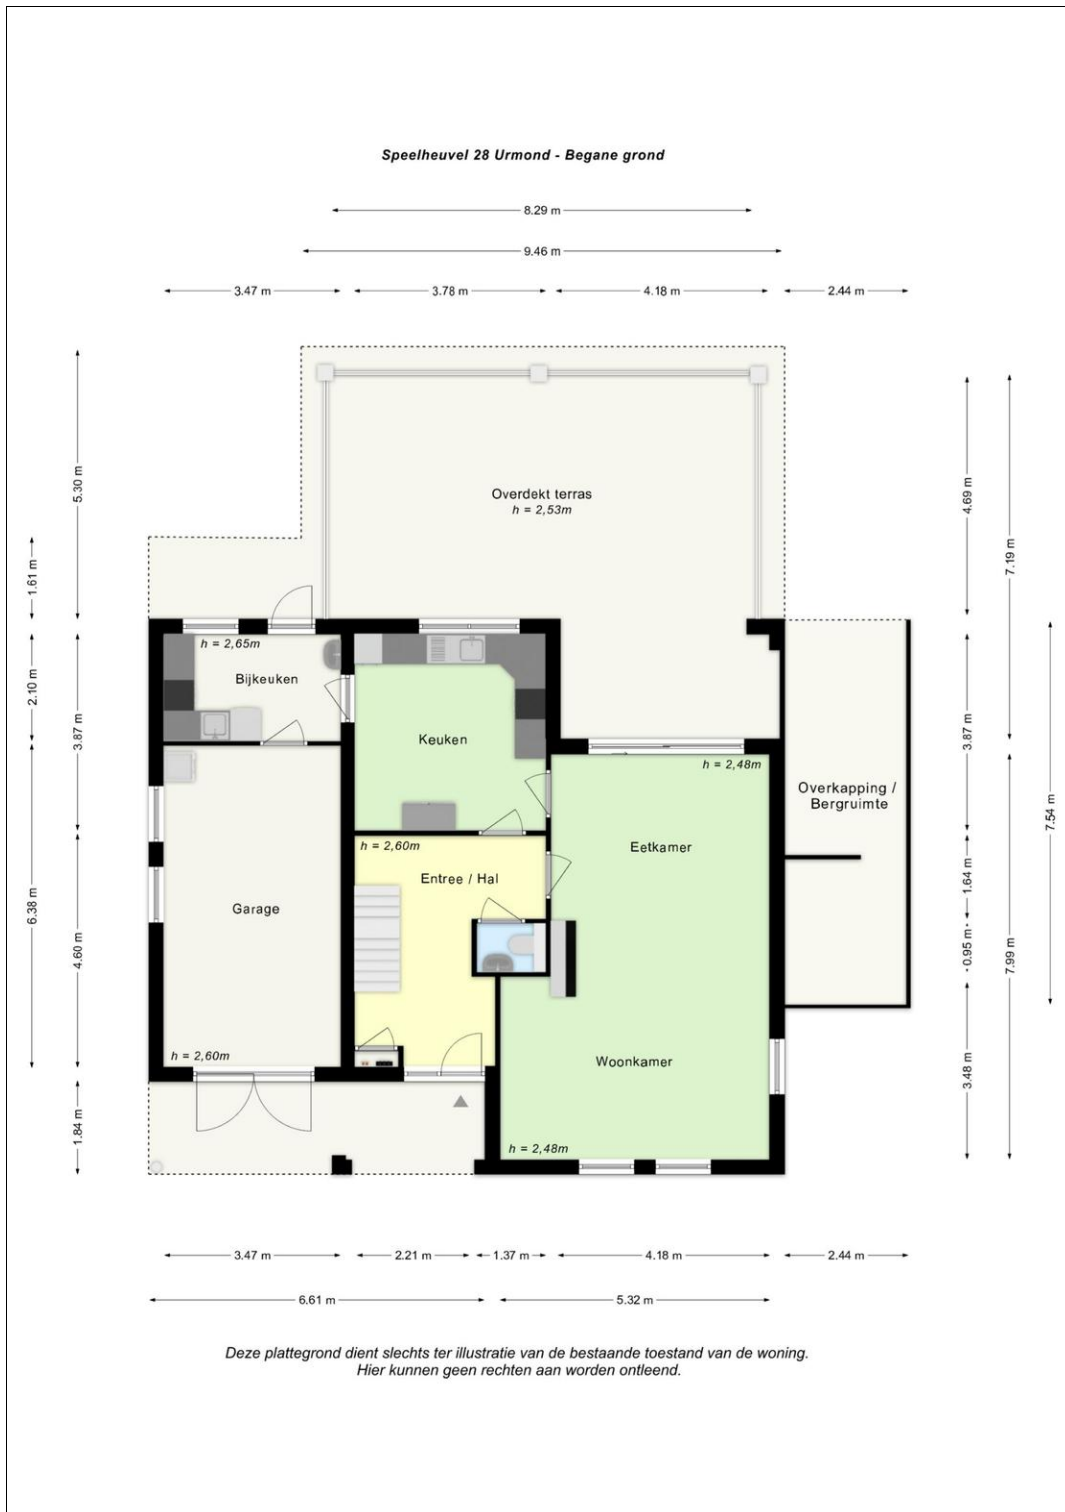 Speelheuvel 28 Urmond - Begane grond
8.29 m
9.46 m
3.47 m
3.78 m
4.18 m
2.44 m
5.30 m
1.61 m
2.10 m
3.87 m
6.38 m
4.60 m
1.84 m
4.69 m
7.19 m
3.87 m
7.54 m
1.64 m
0.95 m
7.99 m
3.48 m
Overdekt terras
h = 2,53m
h = 2,65m
Bijkeuken
Keuken
h = 2,48m
Overkapping /
Bergruimte
h = 2,60m
Eetkamer
Entree / Hal
Garage
h = 2,60m
Woonkamer
h = 2,48m
3.47 m
2.21 m
1.37 m
4.18 m
2.44 m
6.61 m
5.32 m
Deze plattegrond dient slechts ter illustratie van de bestaande toestand van de woning.
Hier kunnen geen rechten aan worden ontleend.